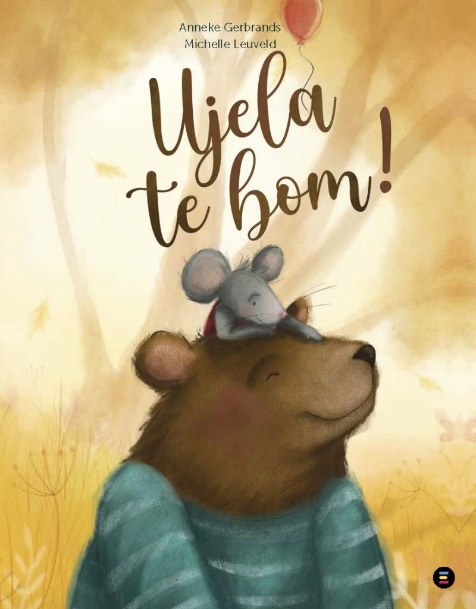 Anneke Gerbrands
Michelle Leuveld
Ujela
te bom!